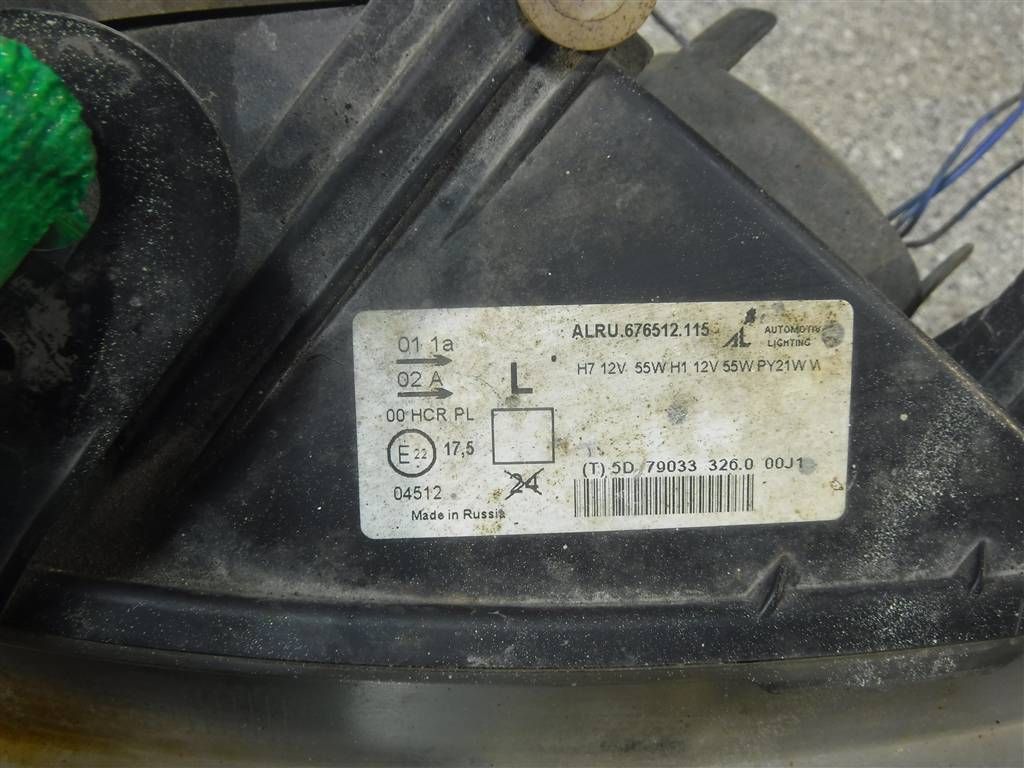 ALRU.676512.115
AUTOMOTIVE
LIGHTING
H7 12V 55W H1 12V 55W PY21W W
01 1a
02 A
L
00 HCR PL
E 22
17,5
24
04512
Made in Russia
(T) 5D 79033 326.0 00J1